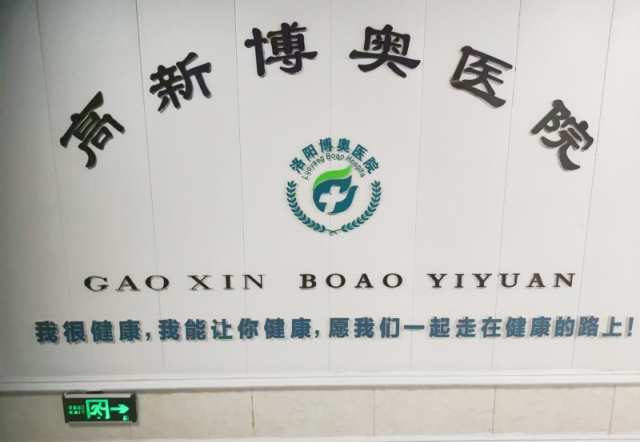 高新博奥医院
洛阳博奥医院
Luoyang Boao Hospital
GAO XIN BOAO YIYUAN
我很健康，我能让你健康，愿我们一起走在健康的路上！